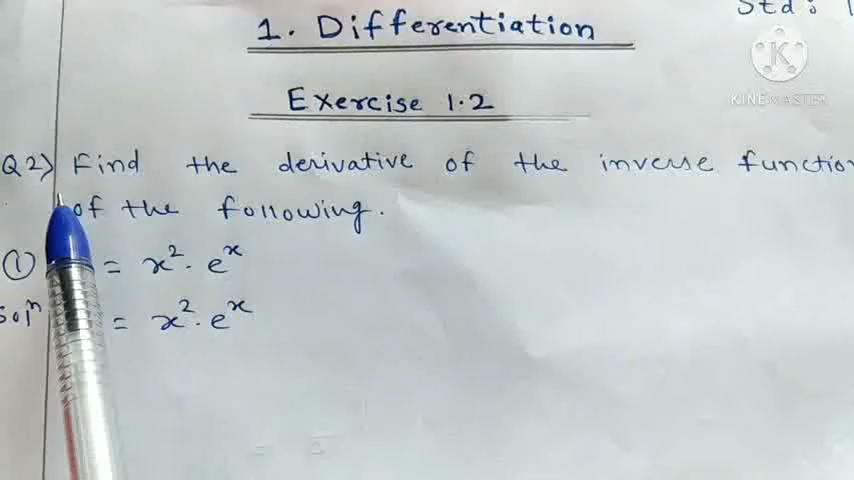 Std:
1. Differentiation
KINEMASTER
Exercise 1.2
Q2) Find the derivative of the inverse function
of the following.
① = x². eˣ
Solⁿ = x². eˣ